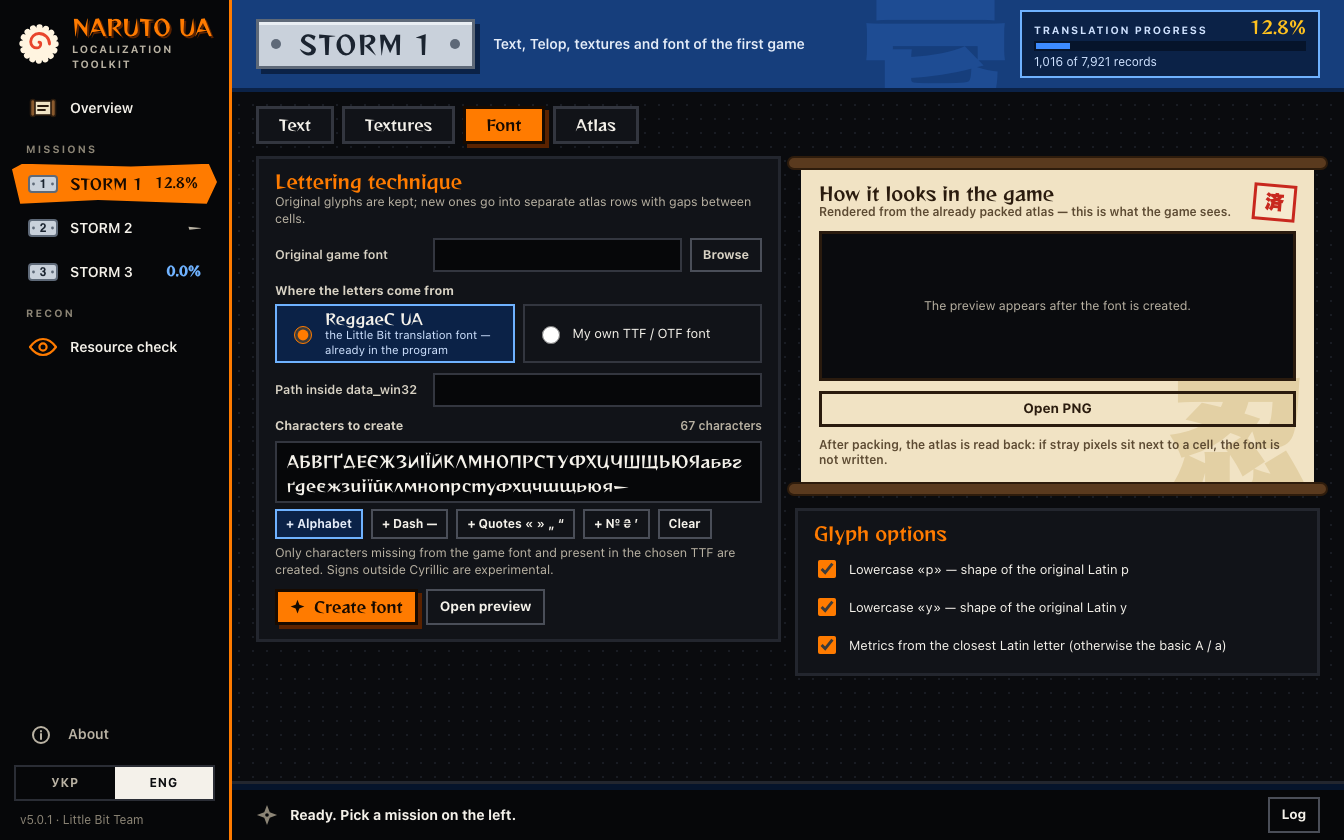 NARUTO UA
LOCALIZATION
TOOLKIT
Overview
MISSIONS
1 STORM 1 12.8%
2 STORM 2 —
3 STORM 3 0.0%
RECON
Resource check
About
УКР ENG
v5.0.1 · Little Bit Team
STORM 1
Text, Telop, textures and font of the first game
TRANSLATION PROGRESS 12.8%
1,016 of 7,921 records
Text Textures Font Atlas
Lettering technique
Original glyphs are kept; new ones go into separate atlas rows with gaps between
cells.
Original game font Browse
Where the letters come from
ReggaeC UA
the Little Bit translation font —
already in the program
My own TTF / OTF font
Path inside data_win32
Characters to create 67 characters
АБВГҐДЕЄЖЗИІЇЙКЛМНОПРСТУФХЦЧШЩЬЮЯабвг
ґдеєжзиіїйклмнопрстуфхцчшщьюя—
+ Alphabet + Dash — + Quotes « » „ “ + № ₴ ʼ Clear
Only characters missing from the game font and present in the chosen TTF are
created. Signs outside Cyrillic are experimental.
Create font Open preview
How it looks in the game
Rendered from the already packed atlas — this is what the game sees.
済
The preview appears after the font is created.
Open PNG
After packing, the atlas is read back: if stray pixels sit next to a cell, the font is
not written.
Glyph options
Lowercase «р» — shape of the original Latin p
Lowercase «у» — shape of the original Latin y
Metrics from the closest Latin letter (otherwise the basic A / a)
Ready. Pick a mission on the left.
Log